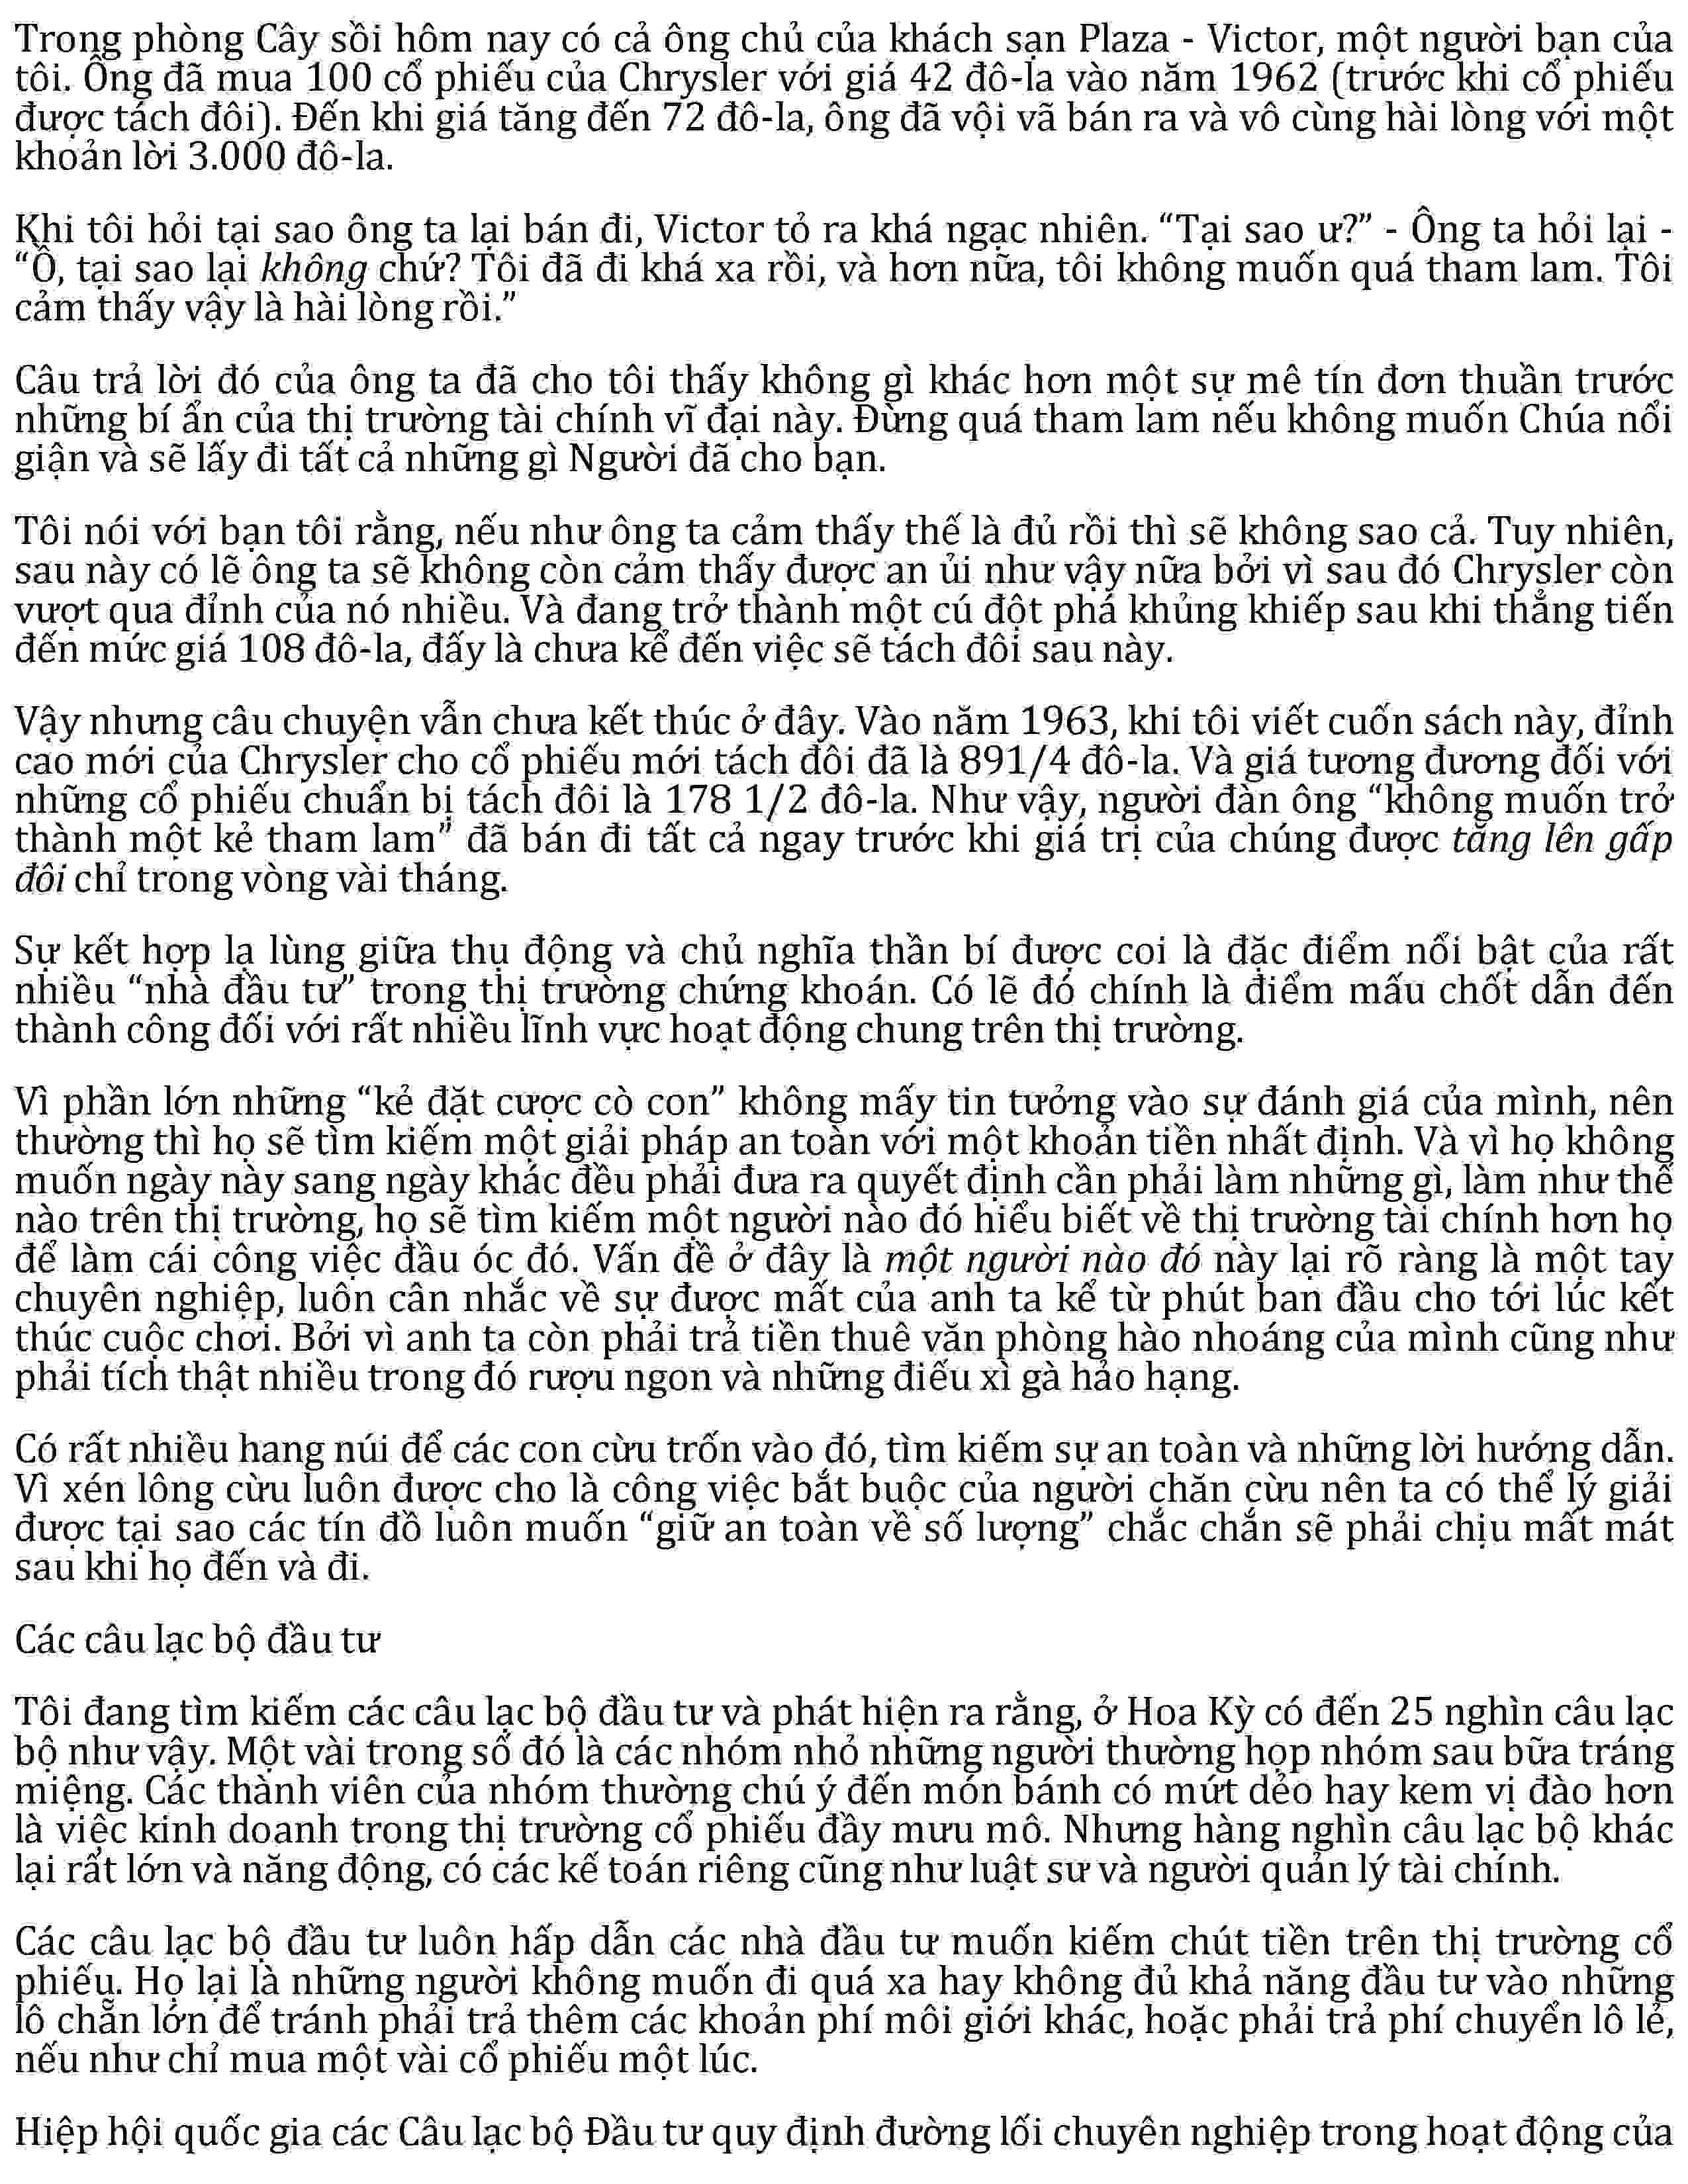 Trong phòng Cây sồi hôm nay có cả ông chủ của khách sạn Plaza - Victor, một người bạn của
tôi. Ông đã mua 100 cổ phiếu của Chrysler với giá 42 đô-la vào năm 1962 (trước khi cổ phiếu
được tách đôi). Đến khi giá tăng đến 72 đô-la, ông đã vội vã bán ra và vô cùng hài lòng với một
khoản lời 3.000 đô-la.
Khi tôi hỏi tại sao ông ta lại bán đi, Victor tỏ ra khá ngạc nhiên. “Tại sao ư?” - Ông ta hỏi lại -
“Ồ, tại sao lại không chứ? Tôi đã đi khá xa rồi, và hơn nữa, tôi không muốn quá tham lam. Tôi
cảm thấy vậy là hài lòng rồi.”
Câu trả lời đó của ông ta đã cho tôi thấy không gì khác hơn một sự mê tín đơn thuần trước
những bí ẩn của thị trường tài chính vĩ đại này. Đừng quá tham lam nếu không muốn Chúa nổi
giận và sẽ lấy đi tất cả những gì Người đã cho bạn.
Tôi nói với bạn tôi rằng, nếu như ông ta cảm thấy thế là đủ rồi thì sẽ không sao cả. Tuy nhiên,
sau này có lẽ ông ta sẽ không còn cảm thấy được an ủi như vậy nữa bởi vì sau đó Chrysler còn
vượt qua đỉnh của nó nhiều. Và đang trở thành một cú đột phá khủng khiếp sau khi thẳng tiến
đến mức giá 108 đô-la, đấy là chưa kể đến việc sẽ tách đôi sau này.
Vậy nhưng câu chuyện vẫn chưa kết thúc ở đây. Vào năm 1963, khi tôi viết cuốn sách này, đỉnh
cao mới của Chrysler cho cổ phiếu mới tách đôi đã là 891/4 đô-la. Và giá tương đương đối với
những cổ phiếu chuẩn bị tách đôi là 178 1/2 đô-la. Như vậy, người đàn ông “không muốn trở
thành một kẻ tham lam” đã bán đi tất cả ngay trước khi giá trị của chúng được tăng lên gấp
đôi chỉ trong vòng vài tháng.
Sự kết hợp lạ lùng giữa thụ động và chủ nghĩa thần bí được coi là đặc điểm nổi bật của rất
nhiều “nhà đầu tư” trong thị trường chứng khoán. Có lẽ đó chính là điểm mấu chốt dẫn đến
thành công đối với rất nhiều lĩnh vực hoạt động chung trên thị trường.
Vì phần lớn những “kẻ đặt cược cò con” không mấy tin tưởng vào sự đánh giá của mình, nên
thường thì họ sẽ tìm kiếm một giải pháp an toàn với một khoản tiền nhất định. Và vì họ không
muốn ngày này sang ngày khác đều phải đưa ra quyết định cần phải làm những gì, làm như thế
nào trên thị trường, họ sẽ tìm kiếm một người nào đó hiểu biết về thị trường tài chính hơn họ
để làm cái công việc đầu óc đó. Vấn đề ở đây là một người nào đó này lại rõ ràng là một tay
chuyên nghiệp, luôn cân nhắc về sự được mất của anh ta kể từ phút ban đầu cho tới lúc kết
thúc cuộc chơi. Bởi vì anh ta còn phải trả tiền thuê văn phòng hào nhoáng của mình cũng như
phải tích thật nhiều trong đó rượu ngon và những điếu xì gà hảo hạng.
Có rất nhiều hang núi để các con cừu trốn vào đó, tìm kiếm sự an toàn và những lời hướng dẫn.
Vì xén lông cừu luôn được cho là công việc bắt buộc của người chăn cừu nên ta có thể lý giải
được tại sao các tín đồ luôn muốn “giữ an toàn về số lượng” chắc chắn sẽ phải chịu mất mát
sau khi họ đến và đi.
Các câu lạc bộ đầu tư
Tôi đang tìm kiếm các câu lạc bộ đầu tư và phát hiện ra rằng, ở Hoa Kỳ có đến 25 nghìn câu lạc
bộ như vậy. Một vài trong số đó là các nhóm nhỏ những người thường họp nhóm sau bữa tráng
miệng. Các thành viên của nhóm thường chú ý đến món bánh có mứt dẻo hay kem vị đào hơn
là việc kinh doanh trong thị trường cổ phiếu đầy mưu mô. Nhưng hàng nghìn câu lạc bộ khác
lại rất lớn và năng động, có các kế toán riêng cũng như luật sư và người quản lý tài chính.
Các câu lạc bộ đầu tư luôn hấp dẫn các nhà đầu tư muốn kiếm chút tiền trên thị trường cổ
phiếu. Họ lại là những người không muốn đi quá xa hay không đủ khả năng đầu tư vào những
lô chẵn lớn để tránh phải trả thêm các khoản phí môi giới khác, hoặc phải trả phí chuyển lô lẻ,
nếu như chỉ mua một vài cổ phiếu một lúc.
Hiệp hội quốc gia các Câu lạc bộ Đầu tư quy định đường lối chuyên nghiệp trong hoạt động của